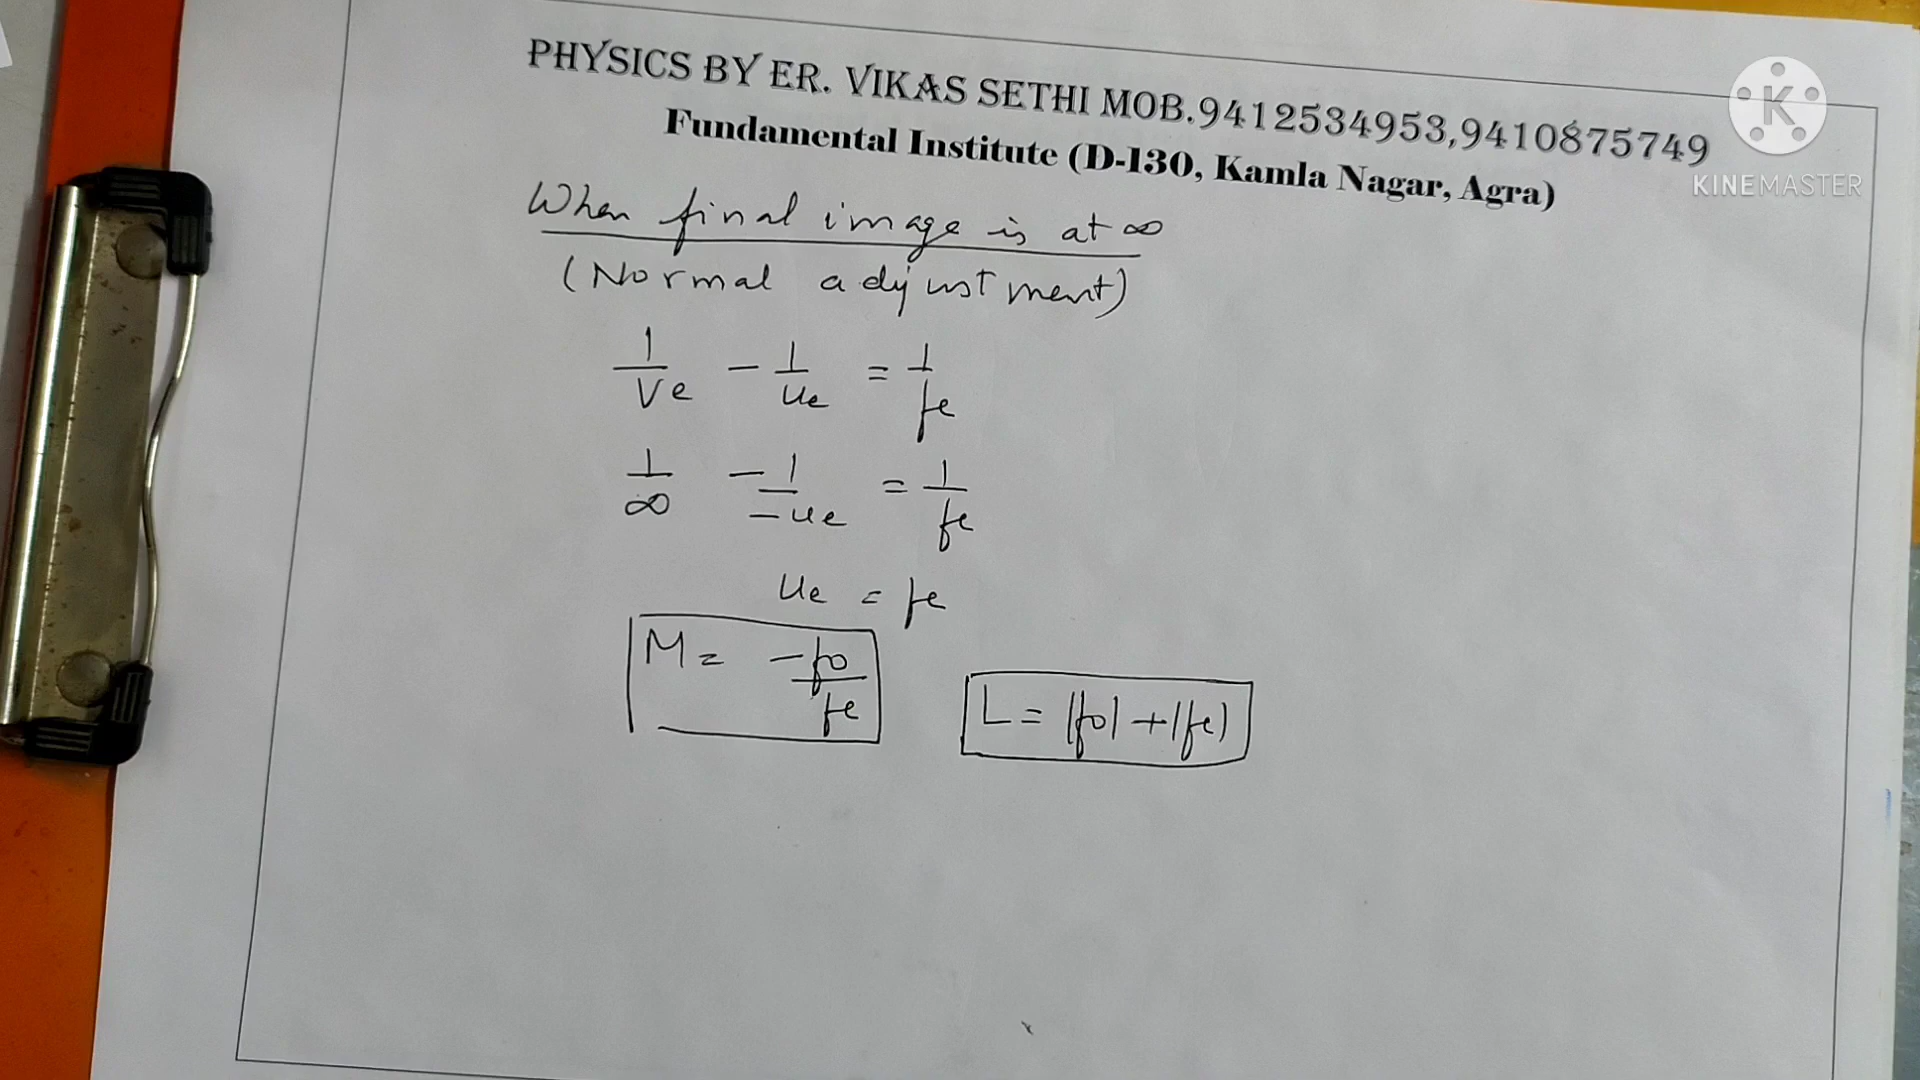 PHYSICS BY ER. VIKAS SETHI MOB.9412534953,9410875749
Fundamental Institute (D-130, Kamla Nagar, Agra)
K
KINEMASTER
When final image is at ∞
(Normal adjustment)
1/Ve - 1/ue = 1/fe
1/∞ - 1/-ue = 1/fe
ue = fe
M = -fo/fe
L = |fo| + |fe|